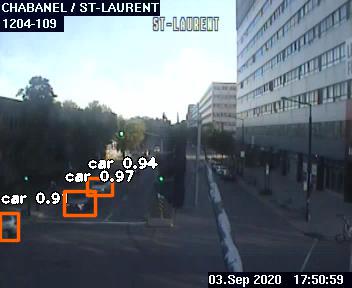 CHABANEL / ST-LAURENT
1204-109
ST-LAURENT
car 0.94
car 0.97
car 0.91
03.Sep 2020 17:50:59